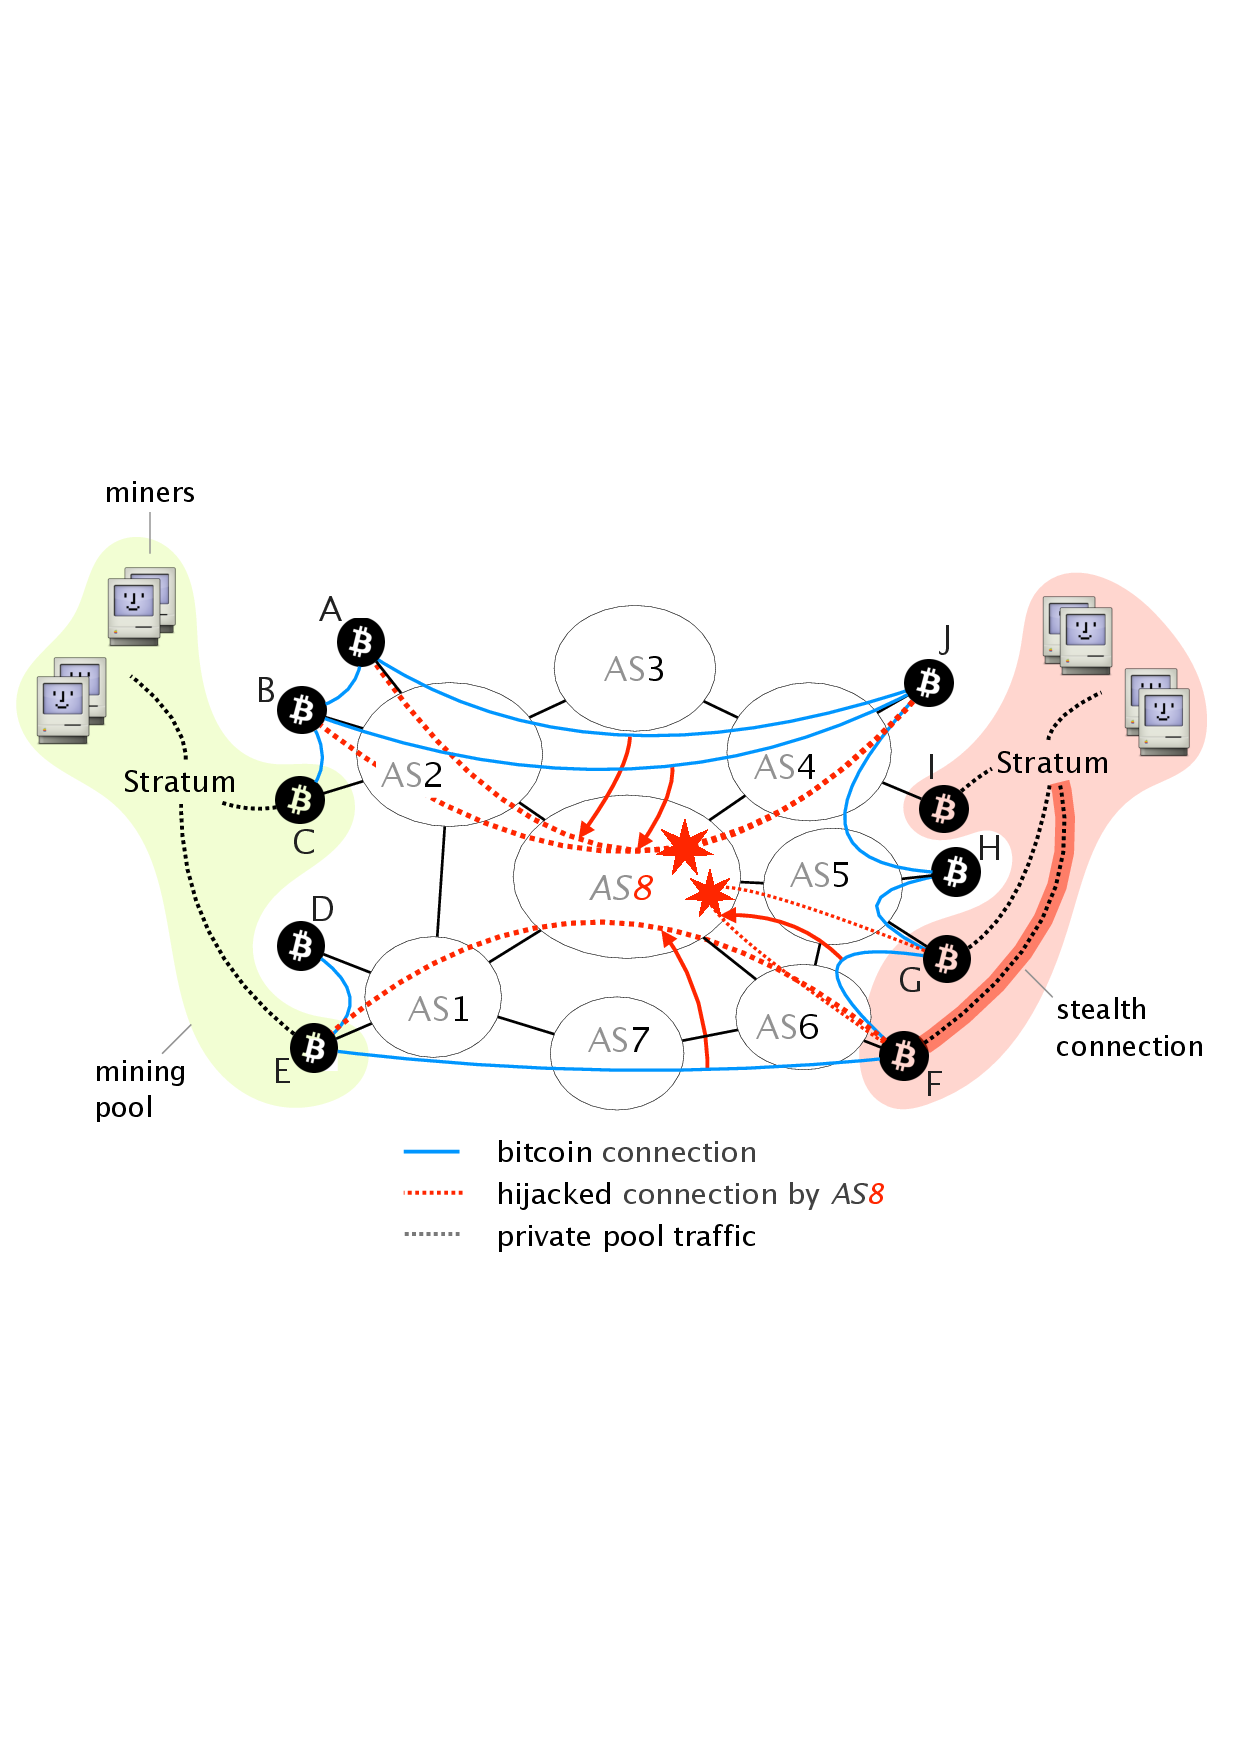 miners
A
B
Stratum
C
D
E
mining
pool
AS3
AS2
AS4
AS8
AS5
AS1
AS7
AS6
J
I
Stratum
H
G
F
stealth
connection
bitcoin connection
hijacked connection by AS8
private pool traffic